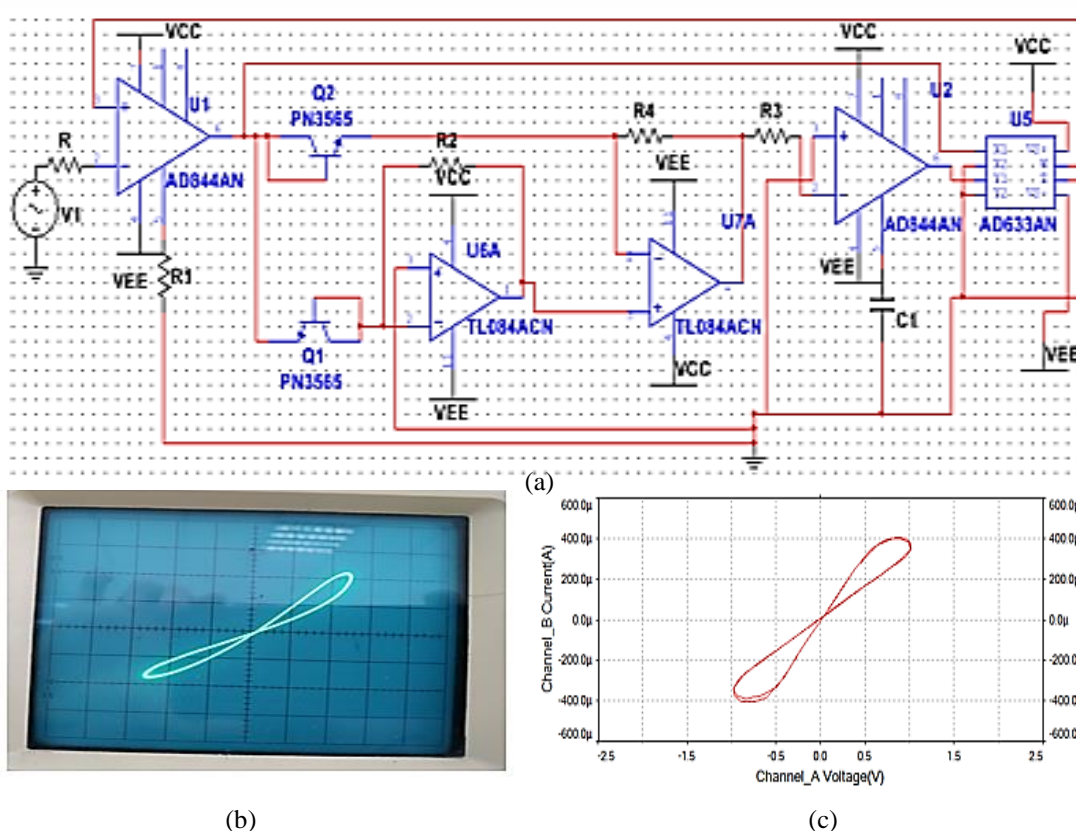 VCC
U1
Q2
PN3565
R
V1
AD844AN
VEE
R1
Q1
PN3565
R2
VCC
U6A
TL084ACN
VEE
R4
VEE
U7A
TL084ACN
VCC
R3
VCC
U2
AD844AN
VEE
C1
VCC
U5
AD633AN
VEE
(a)
600.0µ
400.0µ
200.0µ
0.0µ
-200.0µ
-400.0µ
-600.0µ
Channel_B Current(A)
-2.5 -1.5 -0.5 0.0 0.5 1.5 2.5
Channel_A Voltage(V)
(b)
(c)